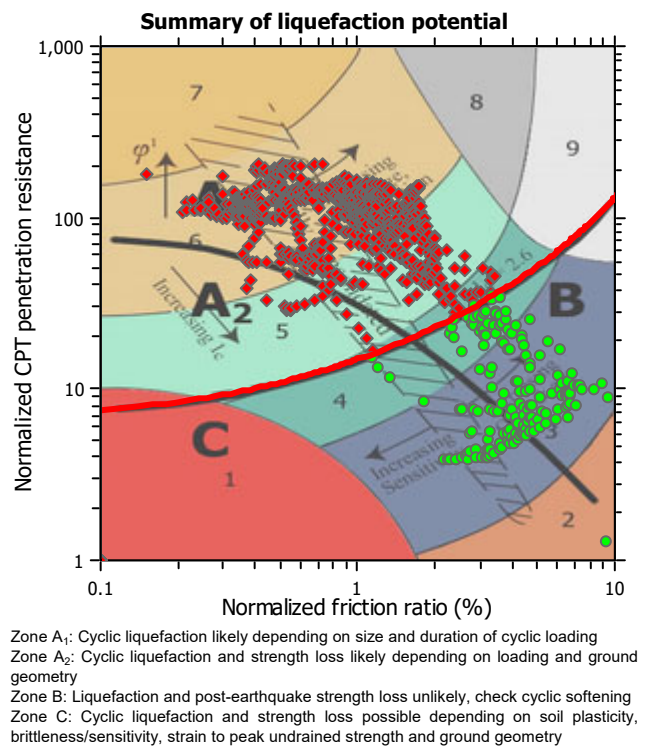 Summary of liquefaction potential
1,000
7
8
φ'
9
100
6
2.6
A2
B
Increasing Ic
5
10
4
C
3
Increasing
Sensitivity
1
2
1
0.1
1
10
Normalized CPT penetration resistance
Normalized friction ratio (%)
Zone A1: Cyclic liquefaction likely depending on size and duration of cyclic loading
Zone A2: Cyclic liquefaction and strength loss likely depending on loading and ground
geometry
Zone B: Liquefaction and post-earthquake strength loss unlikely, check cyclic softening
Zone C: Cyclic liquefaction and strength loss possible depending on soil plasticity,
brittleness/sensitivity, strain to peak undrained strength and ground geometry